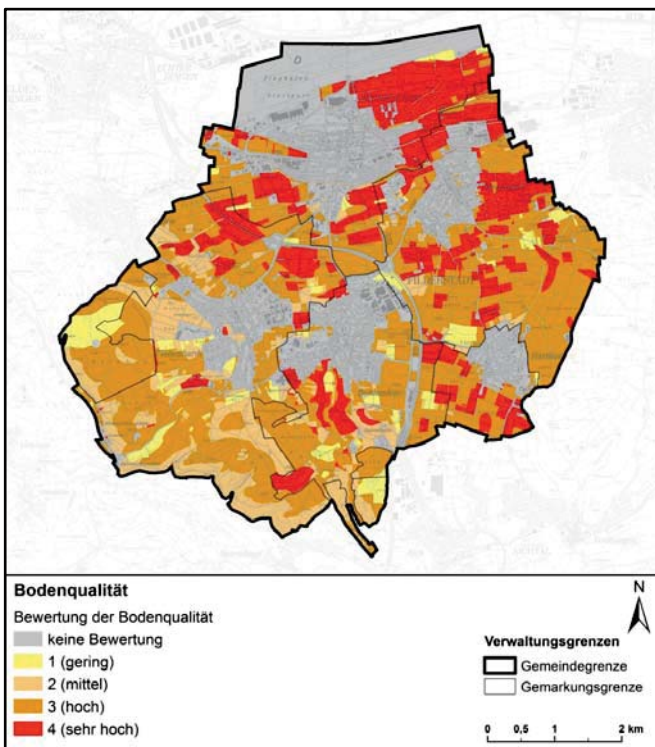 FILDERSTADT
Bodenqualität
Bewertung der Bodenqualität
keine Bewertung
1 (gering)
2 (mittel)
3 (hoch)
4 (sehr hoch)
N
Verwaltungsgrenzen
Gemeindegrenze
Gemarkungsgrenze
0 0,5 1 2 km